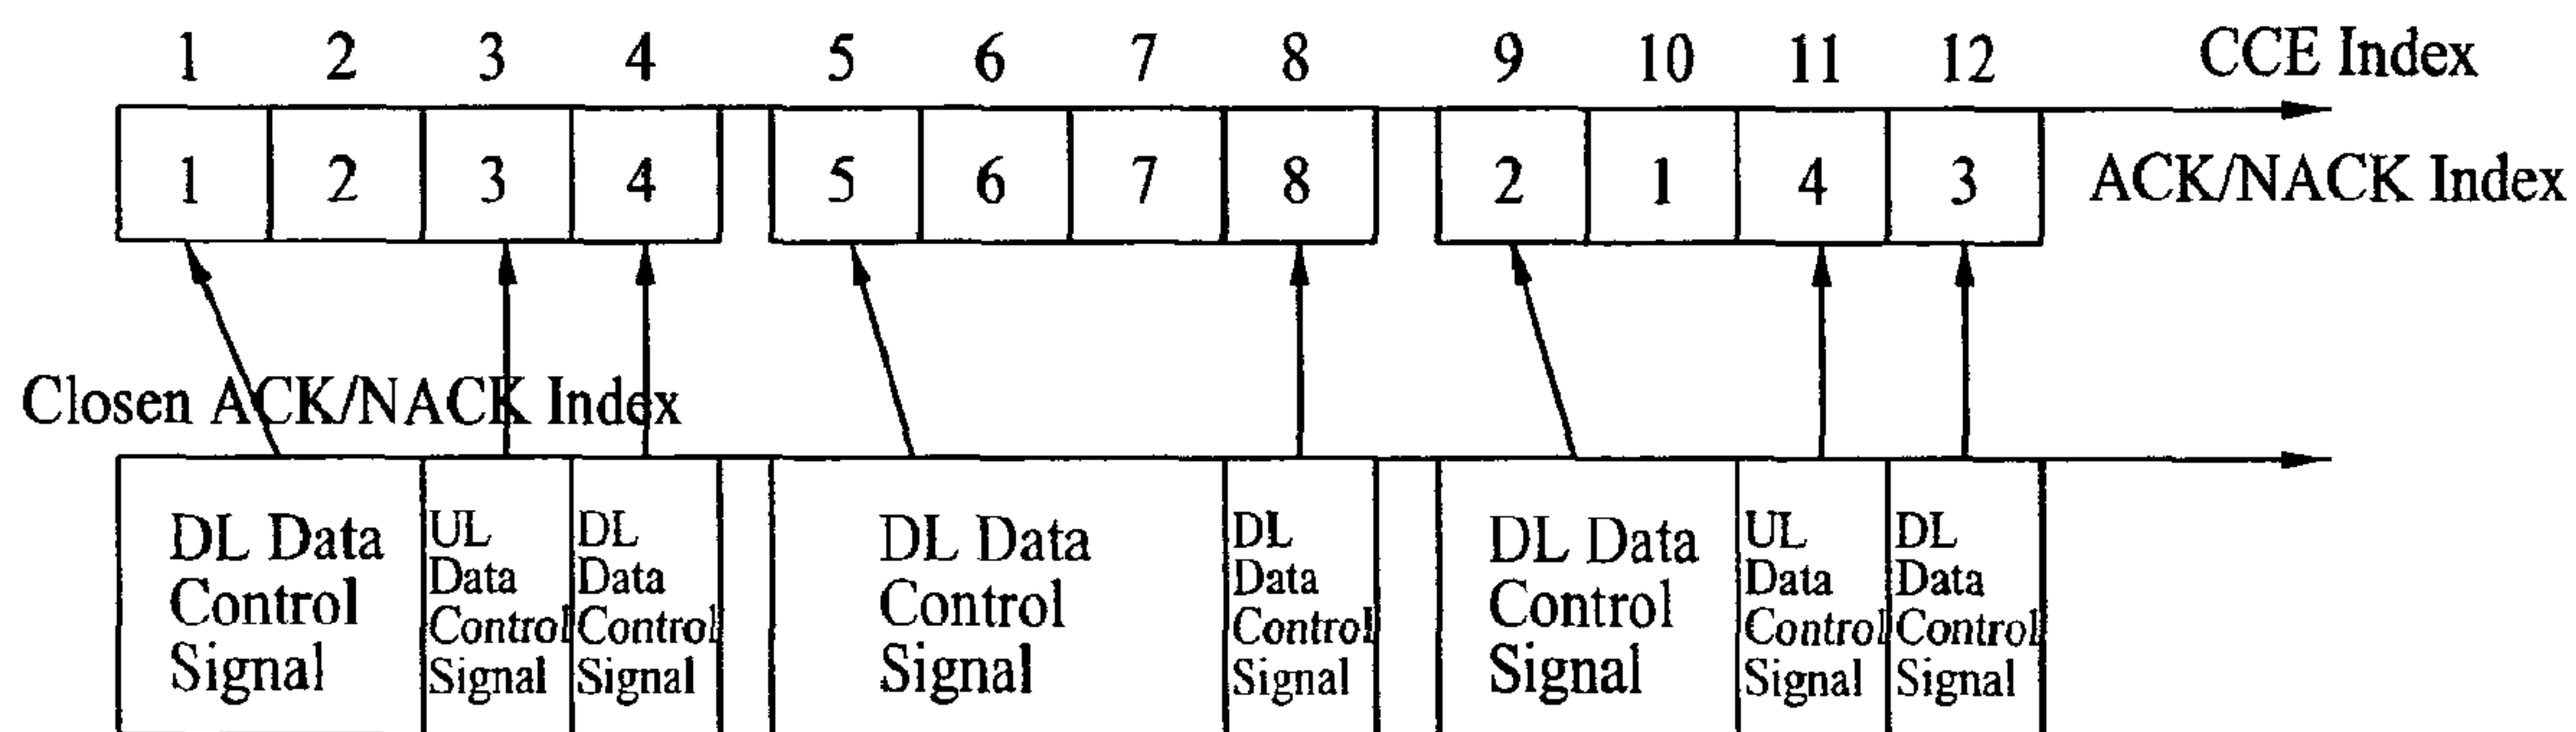 1 2 3 4 5 6 7 8 9 10 11 12 CCE Index
1 2 3 4 5 6 7 8 2 1 4 3 ACK/NACK Index
Closen ACK/NACK Index
DL Data
Control
Signal
UL
Data
Control
Signal
DL
Data
Control
Signal
DL Data
Control
Signal
DL
Data
Control
Signal
DL Data
Control
Signal
UL
Data
Control
Signal
DL
Data
Control
Signal